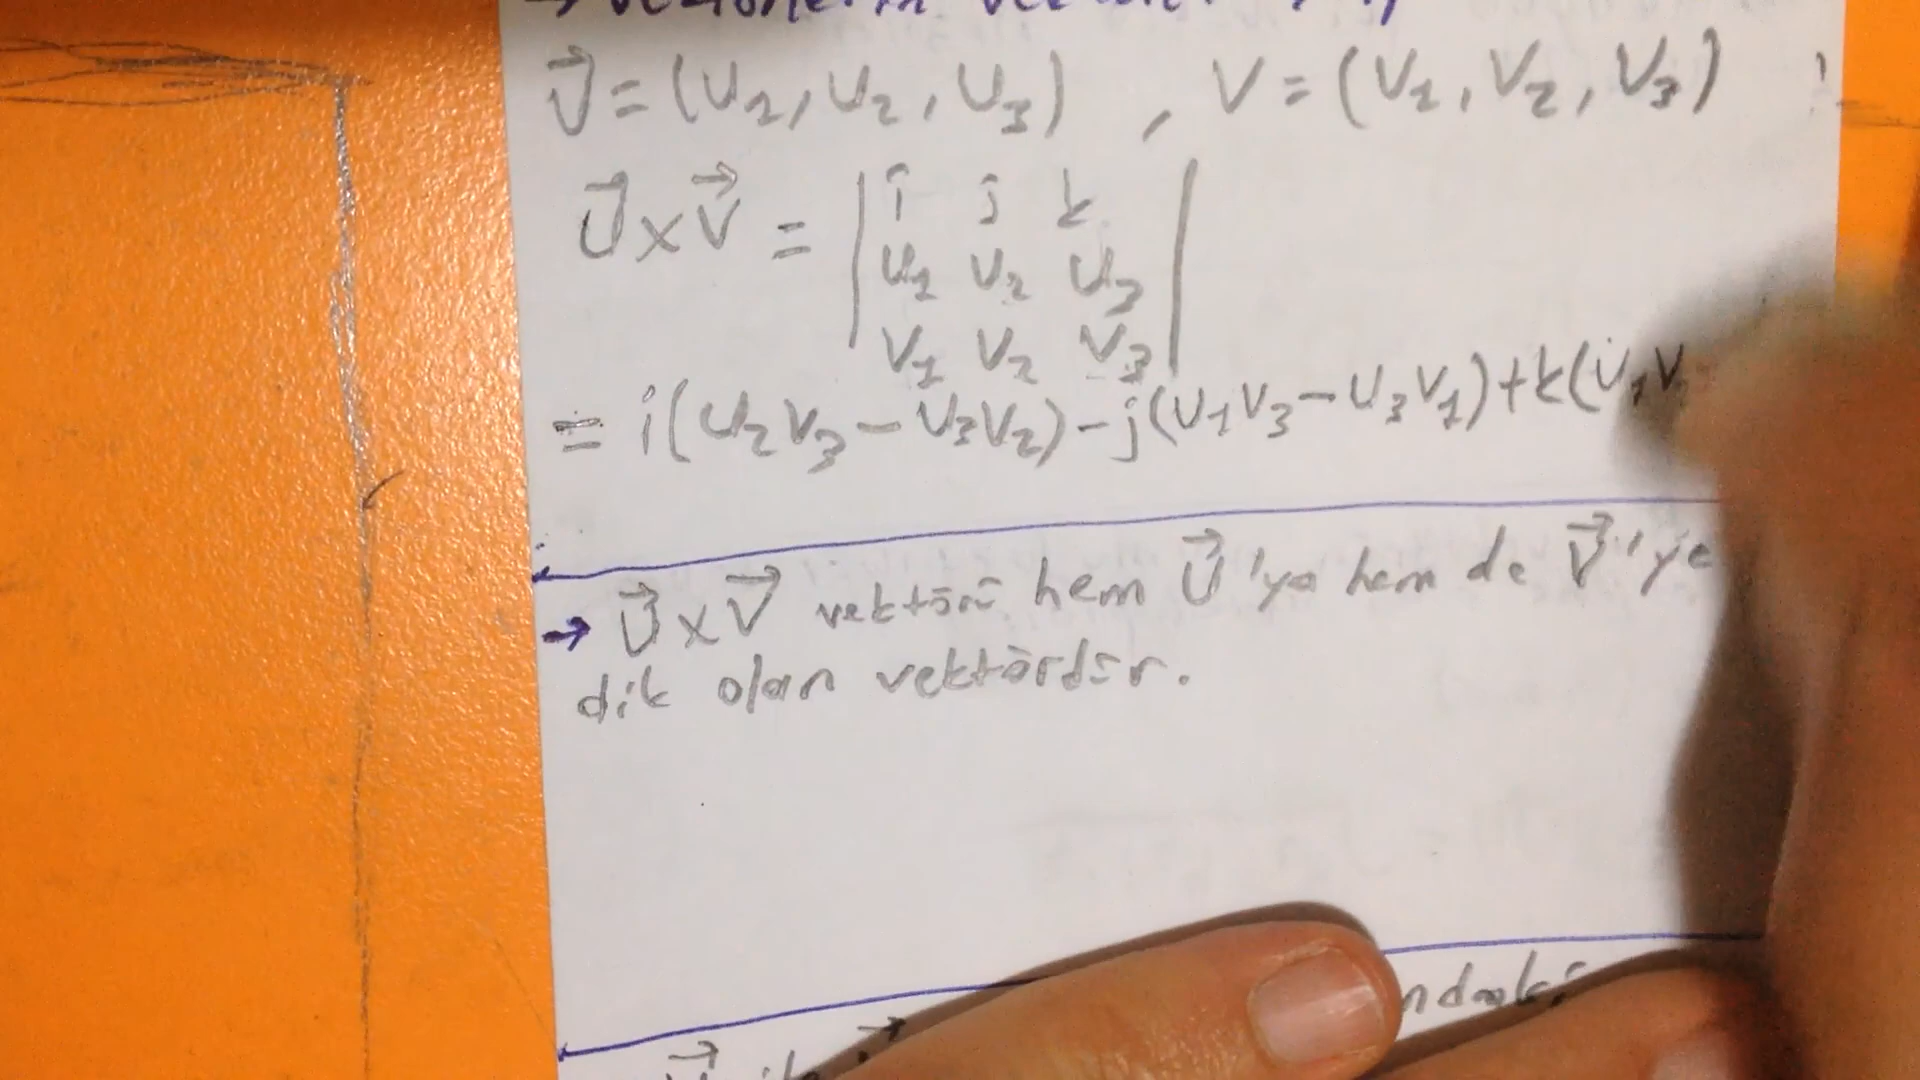 U⃗ = (U₁, U₂, U₃) , V = (V₁, V₂, V₃)
U⃗ x V⃗ = | i j k
U₁ U₂ U₃
V₁ V₂ V₃ |
= i(U₂V₃ - U₃V₂) - j(U₁V₃ - U₃V₁) + k(U₁V
→ U⃗ x V⃗ vektörü hem U⃗'ya hem de V⃗'ye
dik olan vektördür.